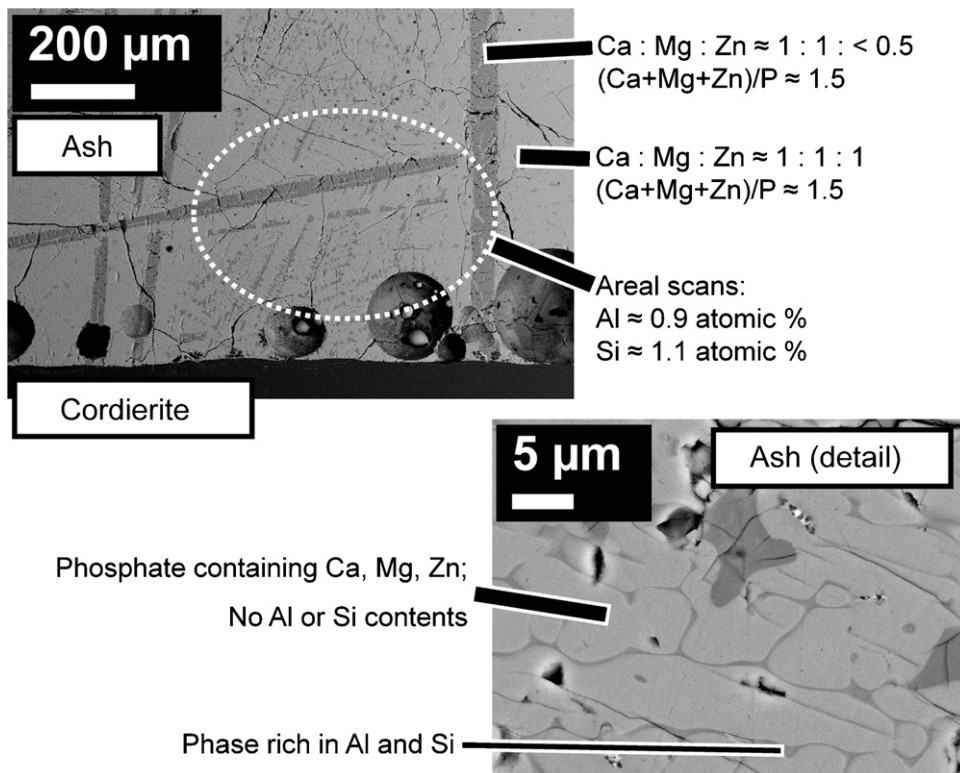 200 µm
Ash
Cordierite
Ca : Mg : Zn ≈ 1 : 1 : < 0.5
(Ca+Mg+Zn)/P ≈ 1.5
Ca : Mg : Zn ≈ 1 : 1 : 1
(Ca+Mg+Zn)/P ≈ 1.5
Areal scans:
Al ≈ 0.9 atomic %
Si ≈ 1.1 atomic %
5 µm
Ash (detail)
Phosphate containing Ca, Mg, Zn;
No Al or Si contents
Phase rich in Al and Si